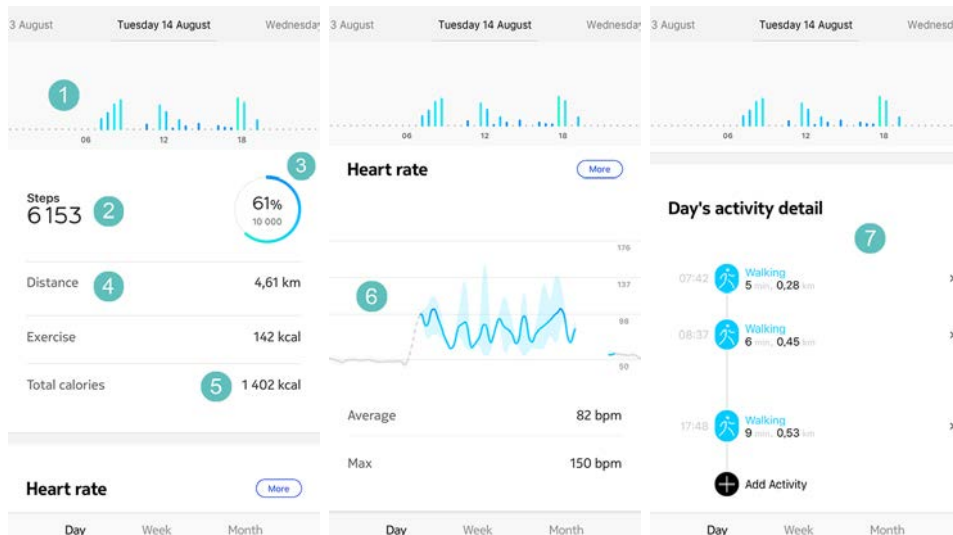 3 August
Tuesday 14 August
Wednesday
1
06
12
18
3
Steps
6 153
2
61%
10 000
Distance
4
4,61 km
Exercise
142 kcal
Total calories
5
1 402 kcal
Heart rate
More
Day
Week
Month
3 August
Tuesday 14 August
Wednesday
06
12
18
Heart rate
More
176
137
98
50
6
Average
82 bpm
Max
150 bpm
Day
Week
Month
3 August
Tuesday 14 August
Wednesd
06
12
18
Day's activity detail
7
07:42
Walking
5 min, 0,28 km
08:37
Walking
6 min, 0,45 km
17:48
Walking
9 min, 0,53 km
Add Activity
Day
Week
Month